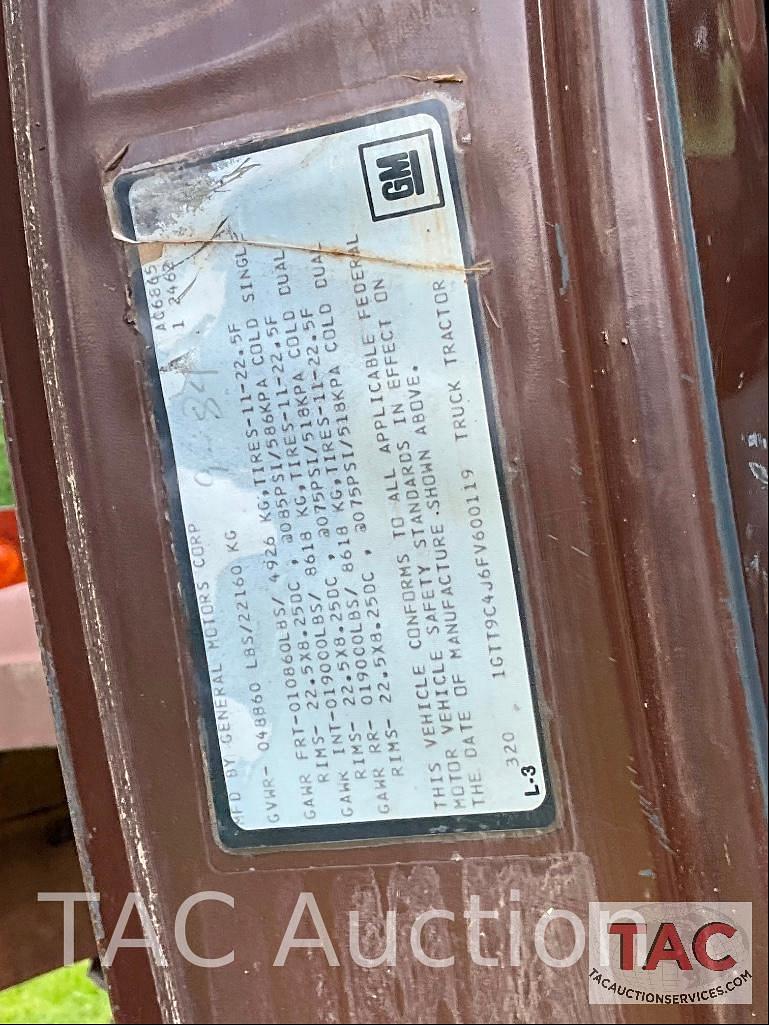 GM
AC6865
1 2462
MFD BY GENERAL MOTORS CORP 9 84
GVWR- 048860 LBS/22160 KG
GAWR FRT-010860LBS/ 4926 KG,TIRES-11-22.5F
RIMS- 22.5X8.25DC , @085PSI/586KPA COLD SINGL
GAWR INT-019000LBS/ 8618 KG,TIRES-11-22.5F
RIMS- 22.5X8.25DC , @075PSI/518KPA COLD DUAL
GAWR RR- 019000LBS/ 8618 KG,TIRES-11-22.5F
RIMS- 22.5X8.25DC , @075PSI/518KPA COLD DUAL
THIS VEHICLE CONFORMS TO ALL APPLICABLE FEDERAL
MOTOR VEHICLE SAFETY STANDARDS IN EFFECT ON
THE DATE OF MANUFACTURE SHOWN ABOVE.
320 1GTT9C4J6FV600119 TRUCK TRACTOR
L-3
TAC Auction
TAC
TACAUCTIONSERVICES.COM